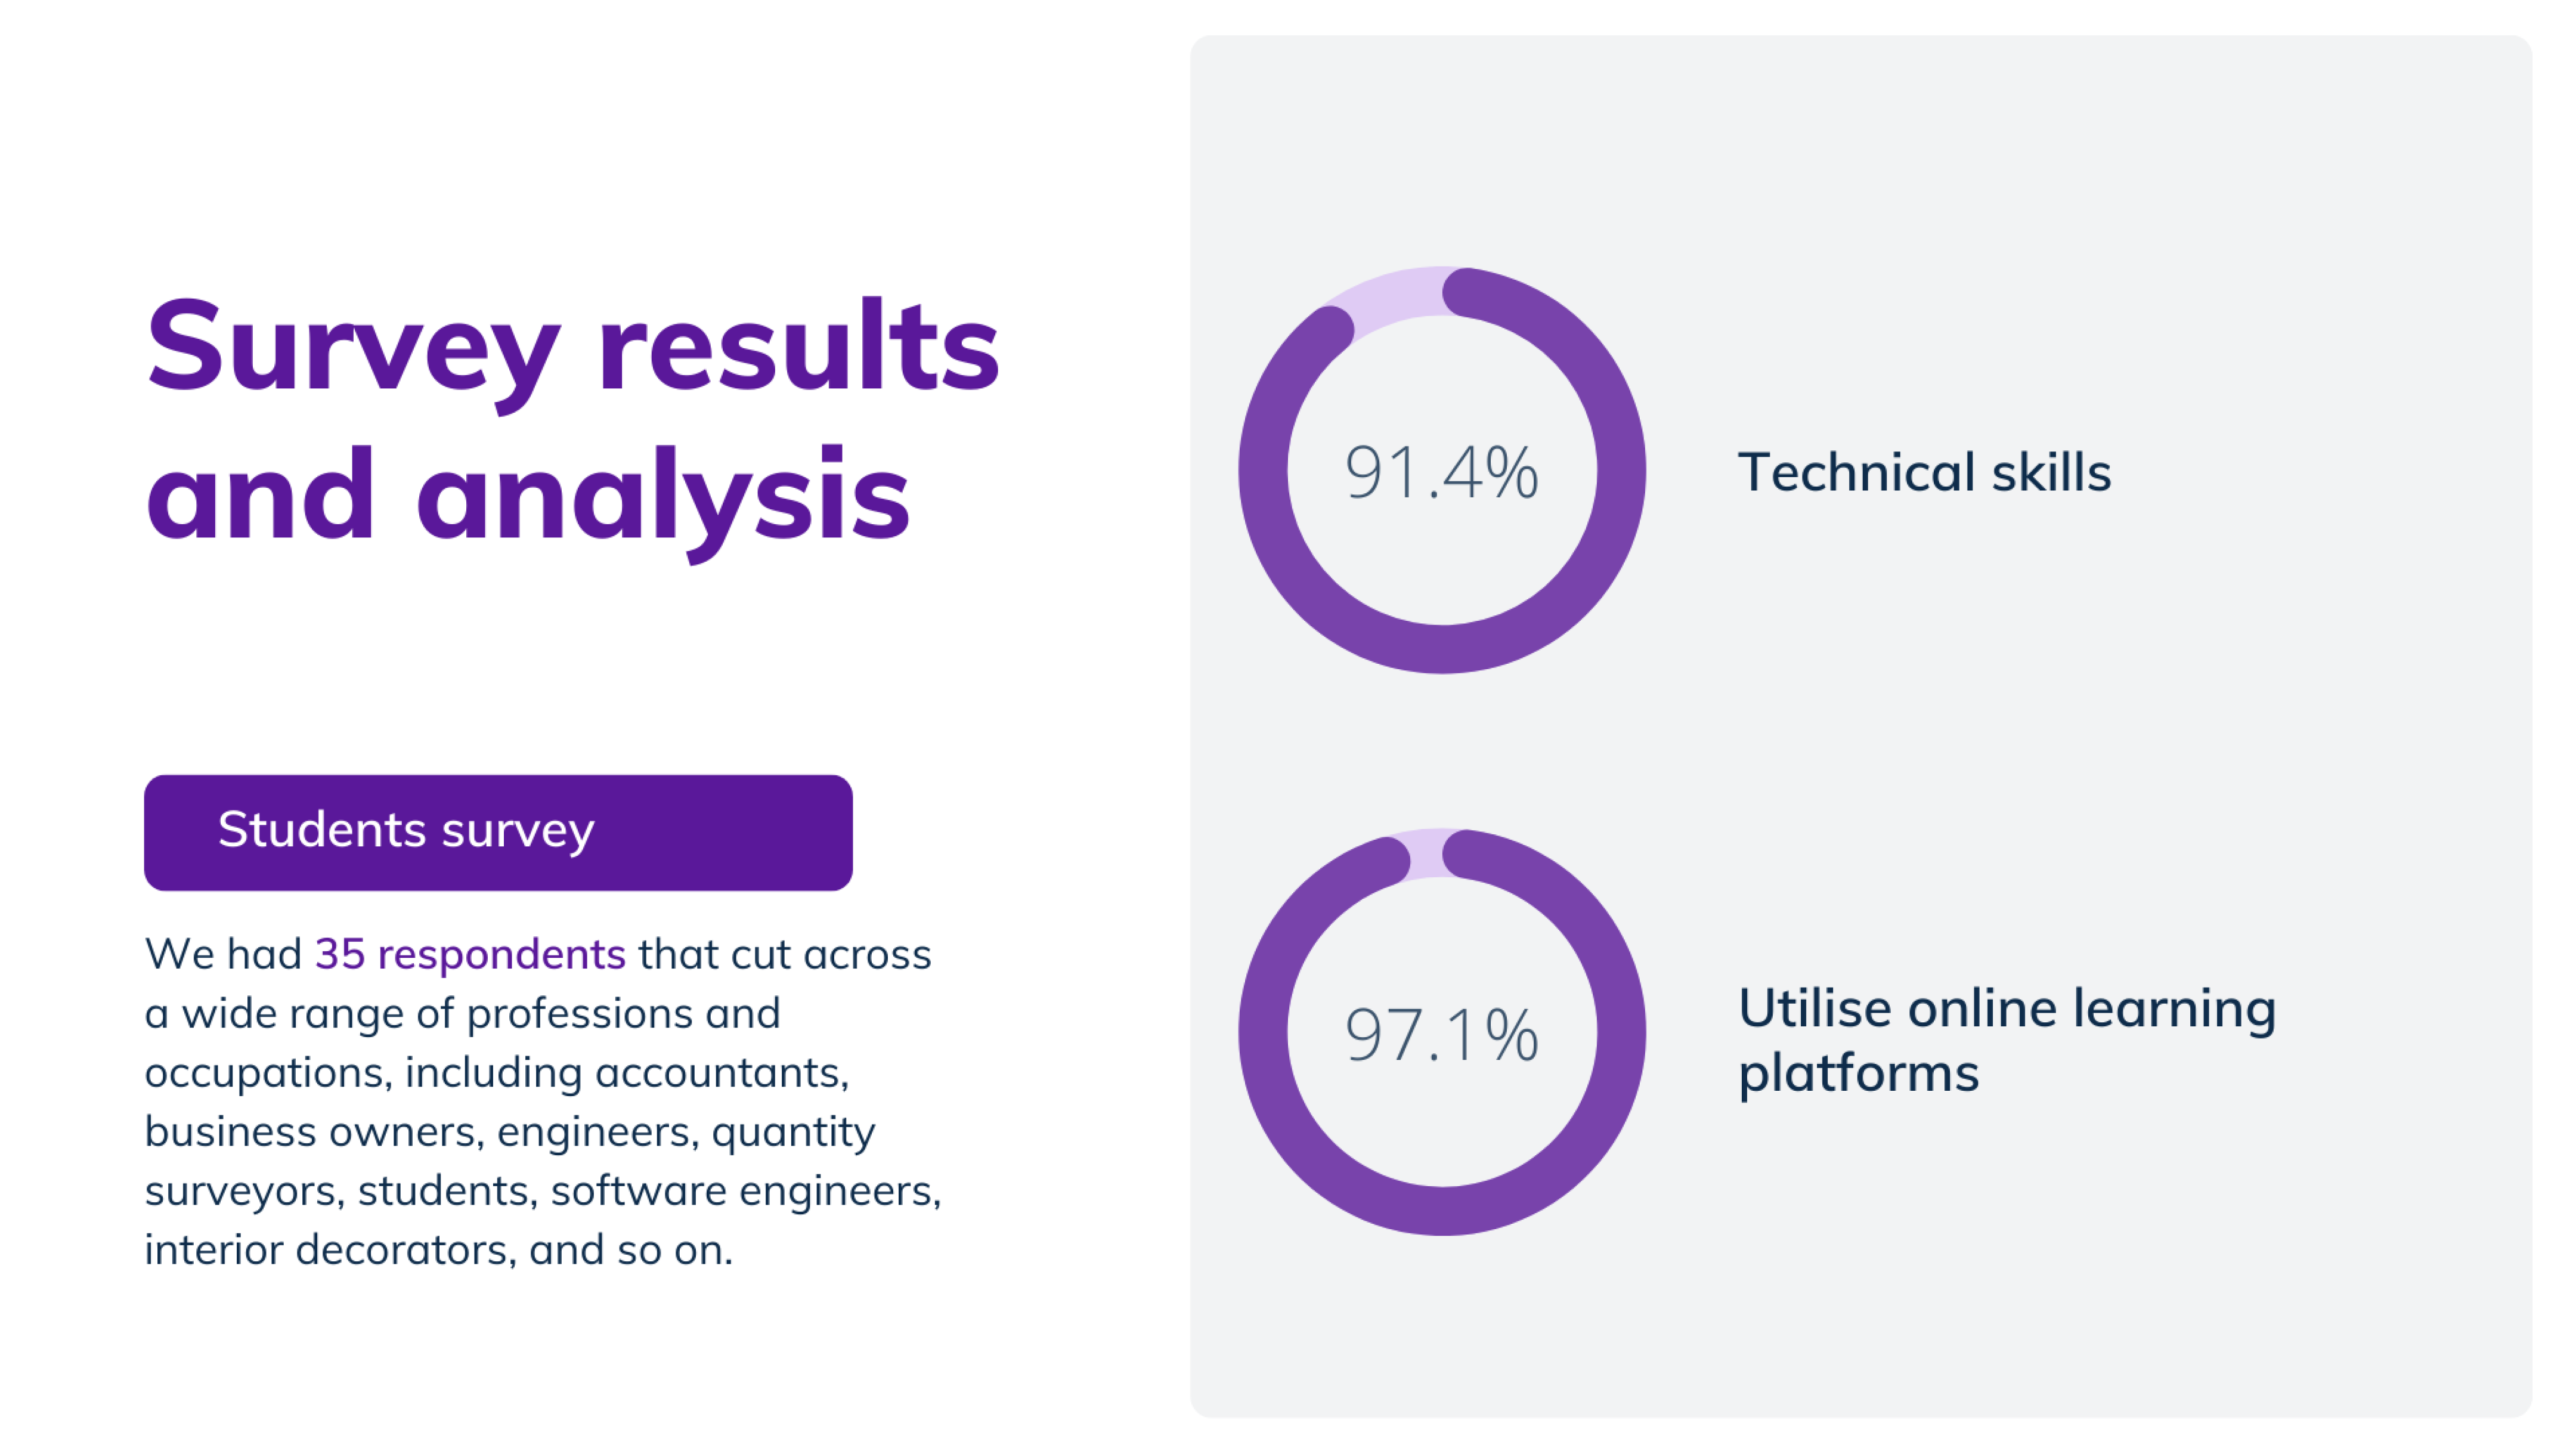 Survey results
and analysis
Students survey
We had 35 respondents that cut across
a wide range of professions and
occupations, including accountants,
business owners, engineers, quantity
surveyors, students, software engineers,
interior decorators, and so on.
91.4%
Technical skills
97.1%
Utilise online learning
platforms